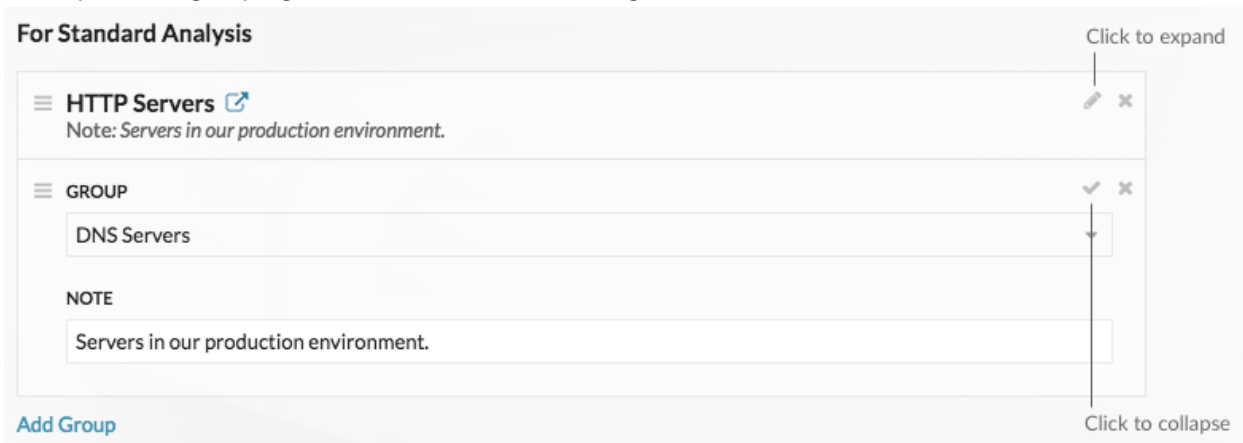 For Standard Analysis
Click to expand
HTTP Servers
Note: Servers in our production environment.
GROUP
DNS Servers
NOTE
Servers in our production environment.
Add Group
Click to collapse